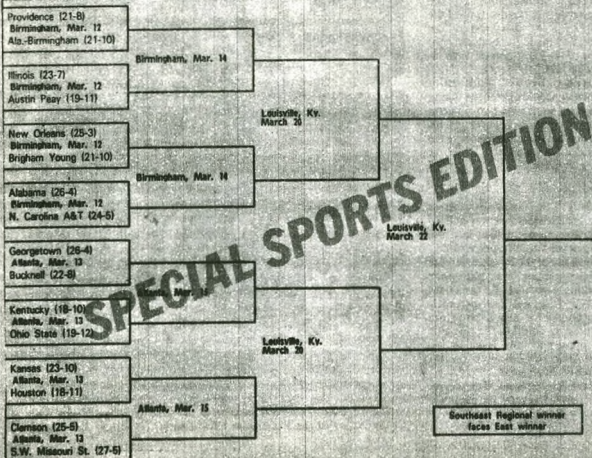 Providence (21-8)
Birmingham, Mar. 12
Ala.-Birmingham (21-10)
Birmingham, Mar. 14
Illinois (23-7)
Birmingham, Mar. 12
Austin Peay (19-11)
Louisville, Ky.
March 20
New Orleans (25-3)
Birmingham, Mar. 12
Brigham Young (21-10)
Birmingham, Mar. 14
Alabama (26-4)
Birmingham, Mar. 12
N. Carolina A&T (24-5)
SPECIAL SPORTS EDITION
Louisville, Ky.
March 22
Georgetown (26-4)
Atlanta, Mar. 13
Bucknell (22-8)
Atlanta, Mar.
Kentucky (18-10)
Atlanta, Mar. 13
Ohio State (19-12)
Louisville, Ky.
March 20
Kansas (23-10)
Atlanta, Mar. 13
Houston (18-11)
Atlanta, Mar. 15
Clemson (25-5)
Atlanta, Mar. 13
S.W. Missouri St. (27-5)
Southeast Regional winner
faces East winner